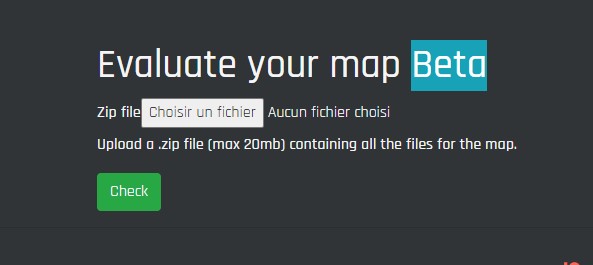 Evaluate your map Beta
Zip file Choisir un fichier Aucun fichier choisi
Upload a .zip file (max 20mb) containing all the files for the map.
Check